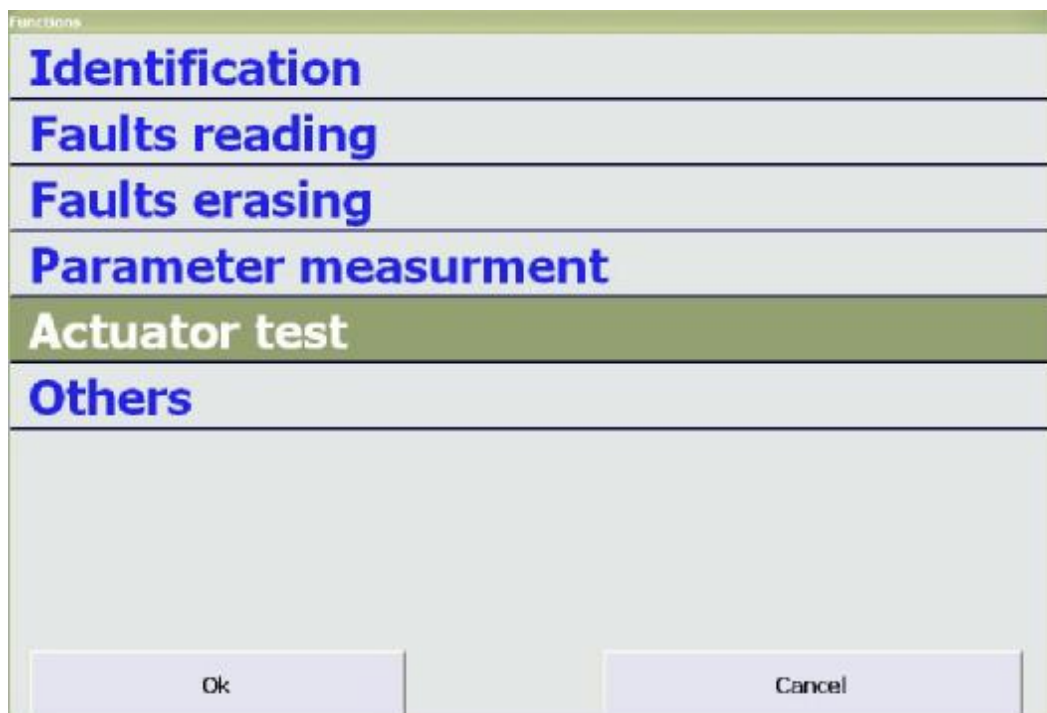 Functions
Identification
Faults reading
Faults erasing
Parameter measurment
Actuator test
Others
Ok
Cancel